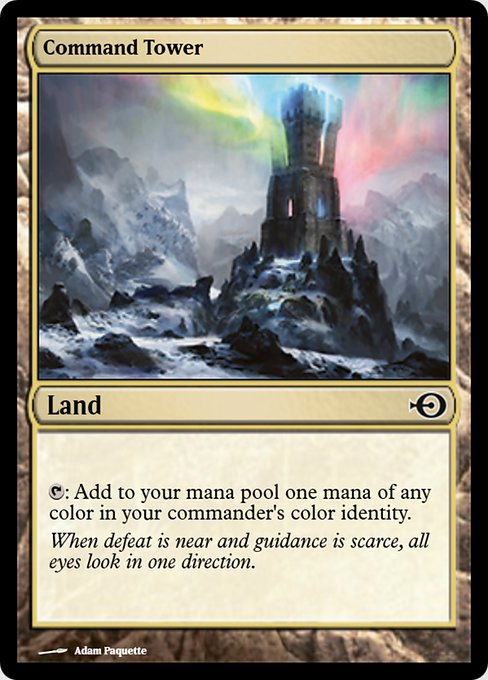 Command Tower
Land
: Add to your mana pool one mana of any
color in your commander's color identity.
When defeat is near and guidance is scarce, all
eyes look in one direction.
Adam Paquette